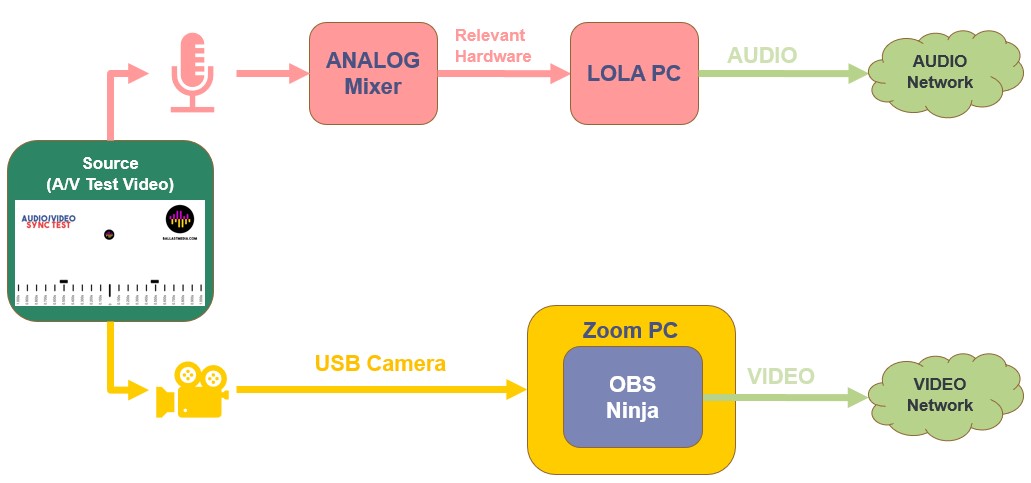 Relevant
Hardware
ANALOG
Mixer
LOLA PC
AUDIO
AUDIO
Network
Source
(A/V Test Video)
AUDIO/VIDEO
SYNC TEST
BALLASTMEDIA.COM
USB Camera
Zoom PC
OBS
Ninja
VIDEO
VIDEO
Network